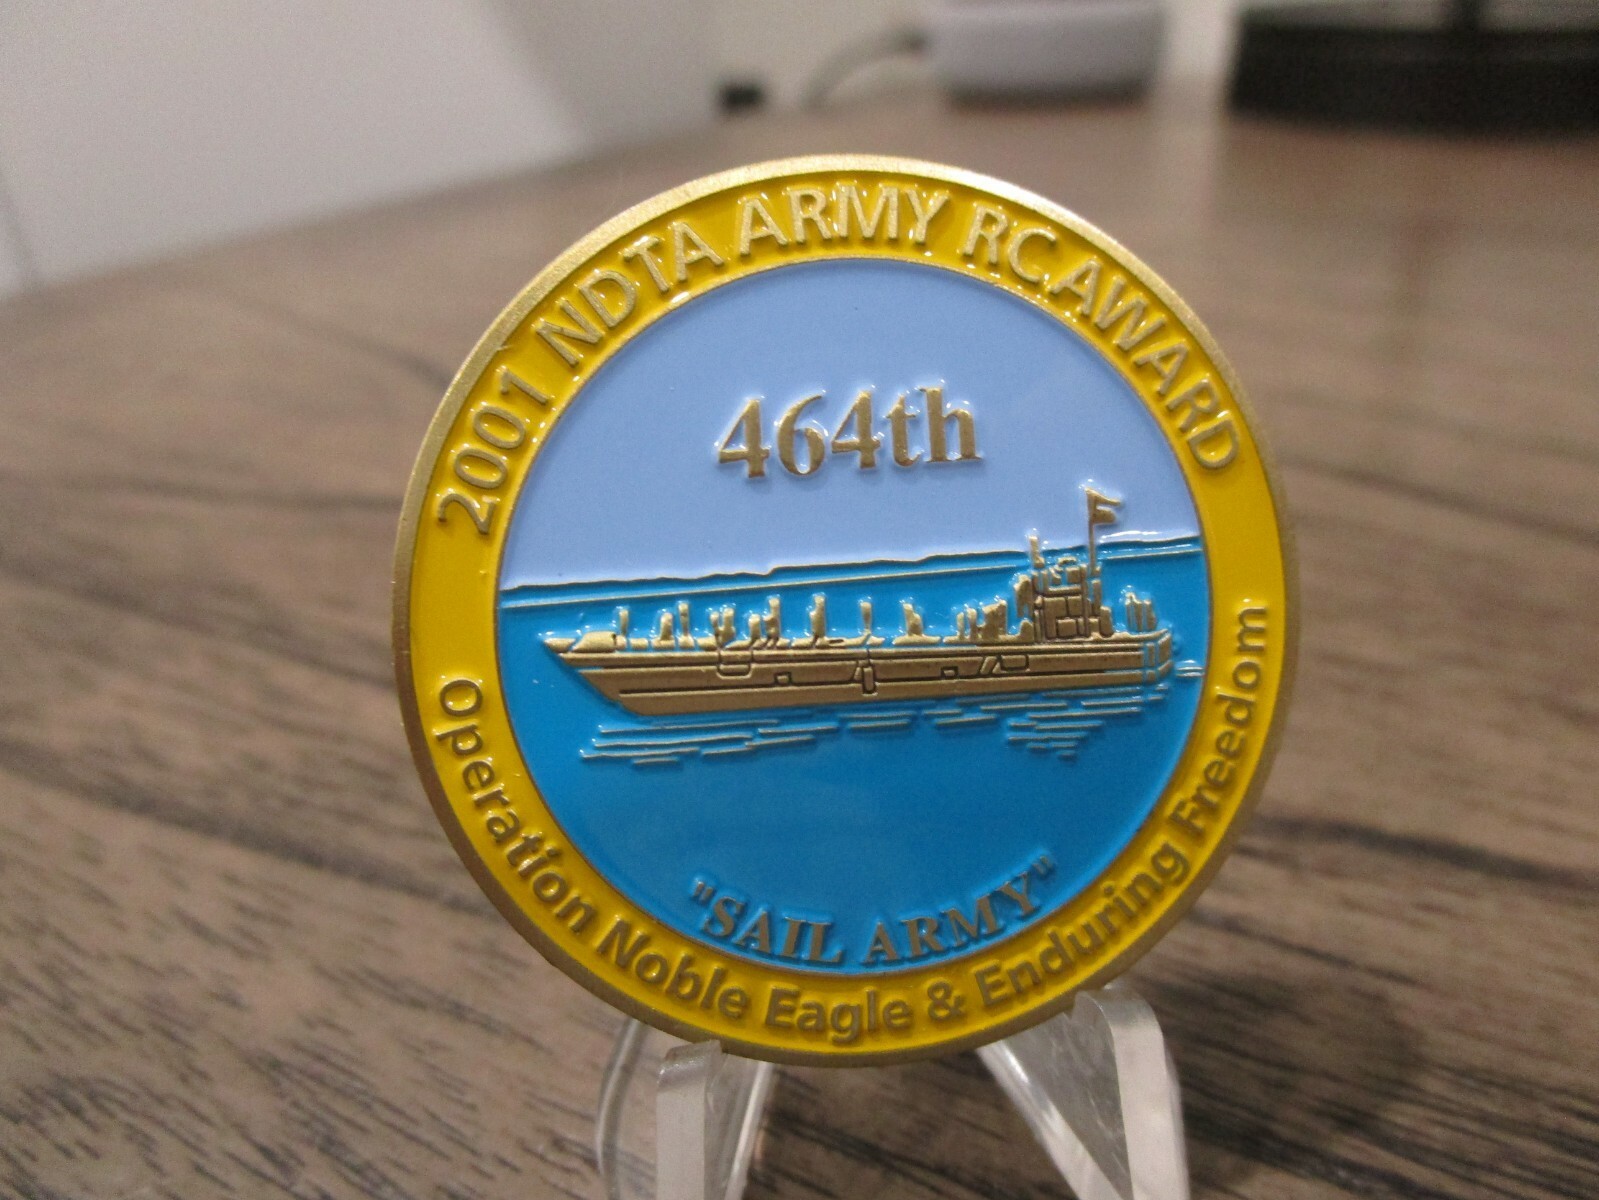 2001 NDTA ARMY RC AWARD
464th
"SAIL ARMY"
Operation Noble Eagle & Enduring Freedom